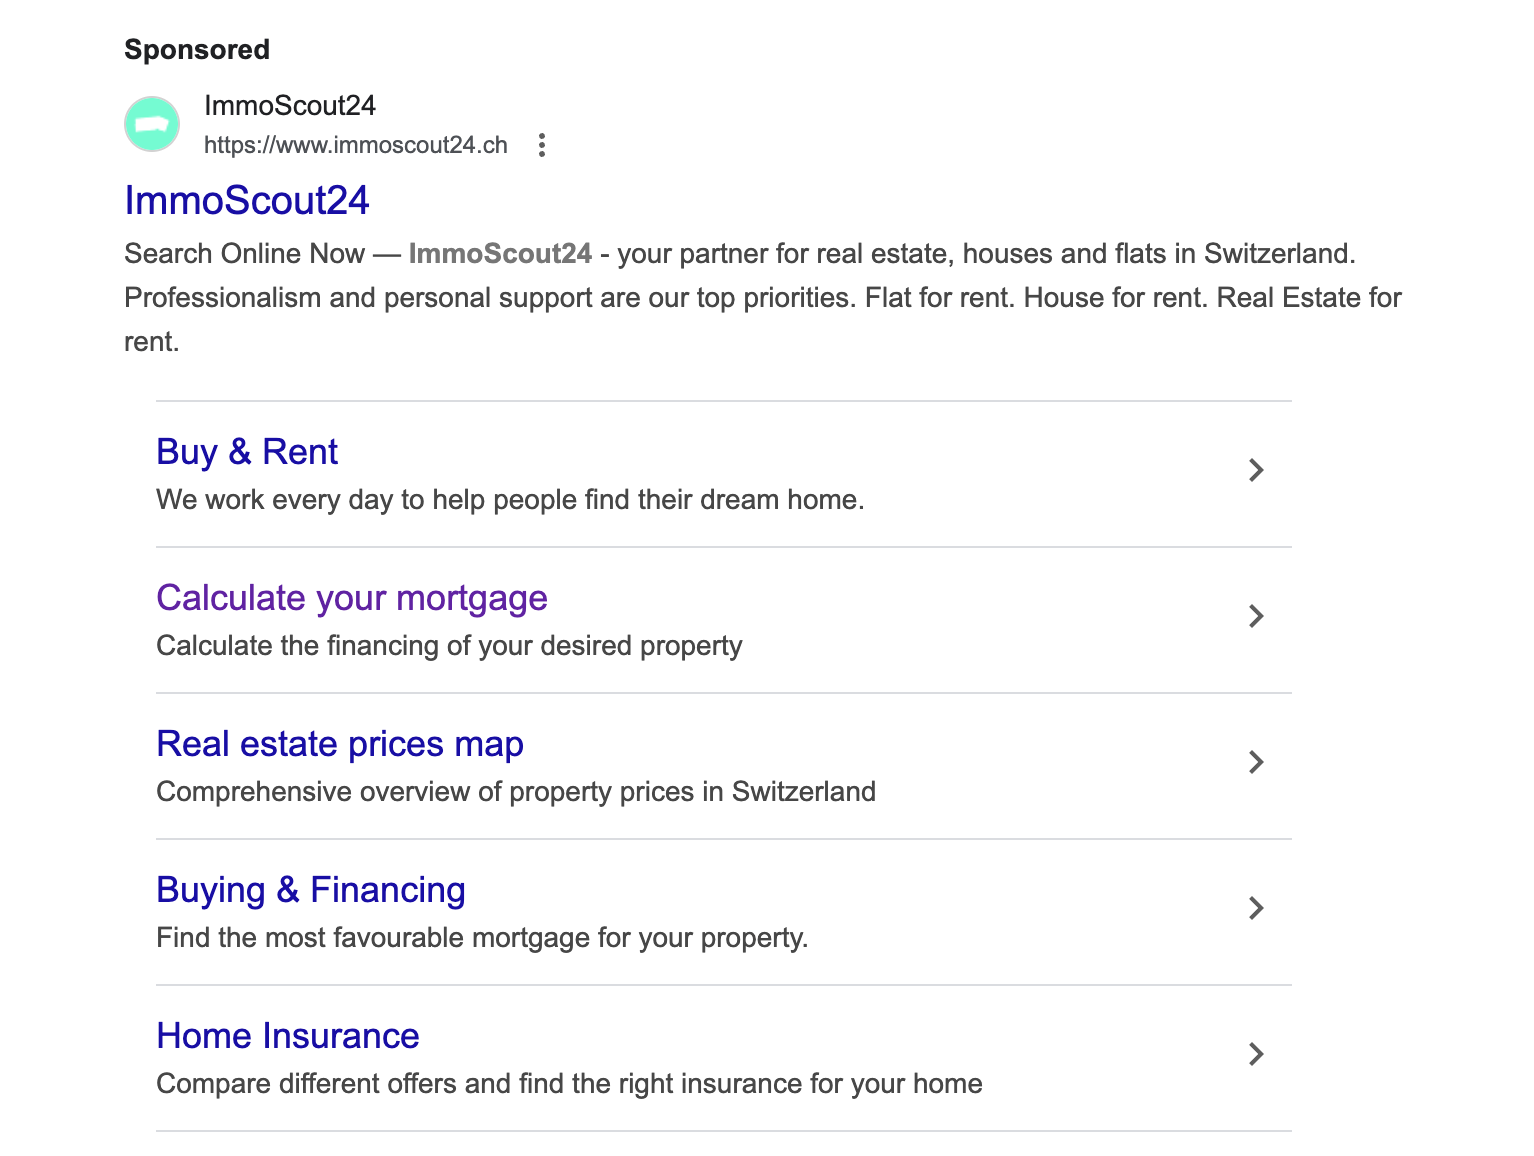 Sponsored
ImmoScout24
https://www.immoscout24.ch
ImmoScout24
Search Online Now — ImmoScout24 - your partner for real estate, houses and flats in Switzerland.
Professionalism and personal support are our top priorities. Flat for rent. House for rent. Real Estate for
rent.
Buy & Rent
We work every day to help people find their dream home.
Calculate your mortgage
Calculate the financing of your desired property
Real estate prices map
Comprehensive overview of property prices in Switzerland
Buying & Financing
Find the most favourable mortgage for your property.
Home Insurance
Compare different offers and find the right insurance for your home